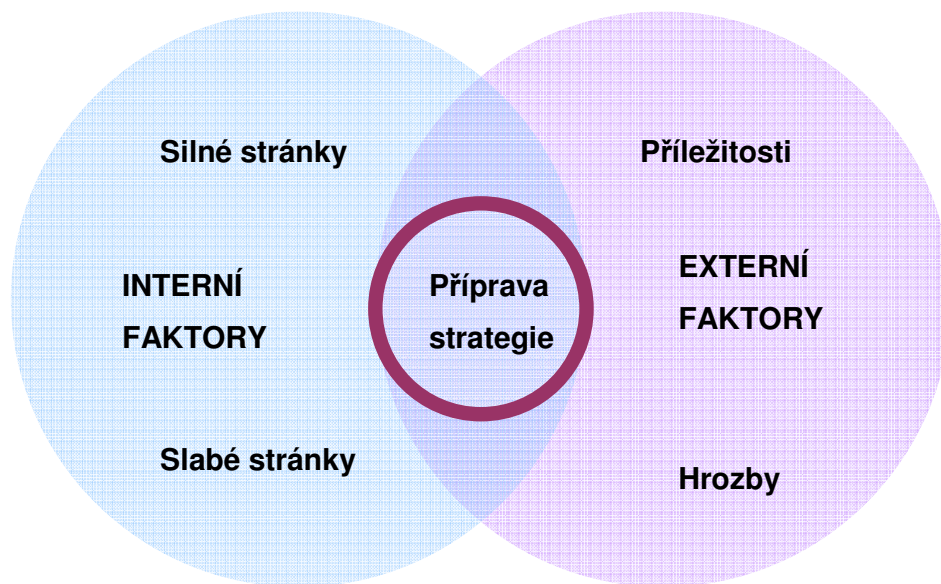 Silné stránky
Příležitosti
INTERNÍ
FAKTORY
Příprava
strategie
EXTERNÍ
FAKTORY
Slabé stránky
Hrozby